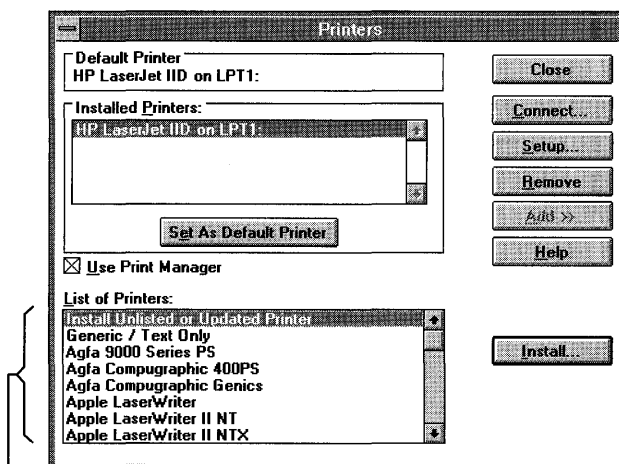 Printers
Default Printer
HP LaserJet IID on LPT1:
Close
Installed Printers:
HP LaserJet IID on LPT1:
Connect...
Setup...
Remove
Add >>
Set As Default Printer
Help
Use Print Manager
List of Printers:
Install Unlisted or Updated Printer
Generic / Text Only
Agfa 9000 Series PS
Install...
Agfa Compugraphic 400PS
Agfa Compugraphic Genics
Apple LaserWriter
Apple LaserWriter II NT
Apple LaserWriter II NTX